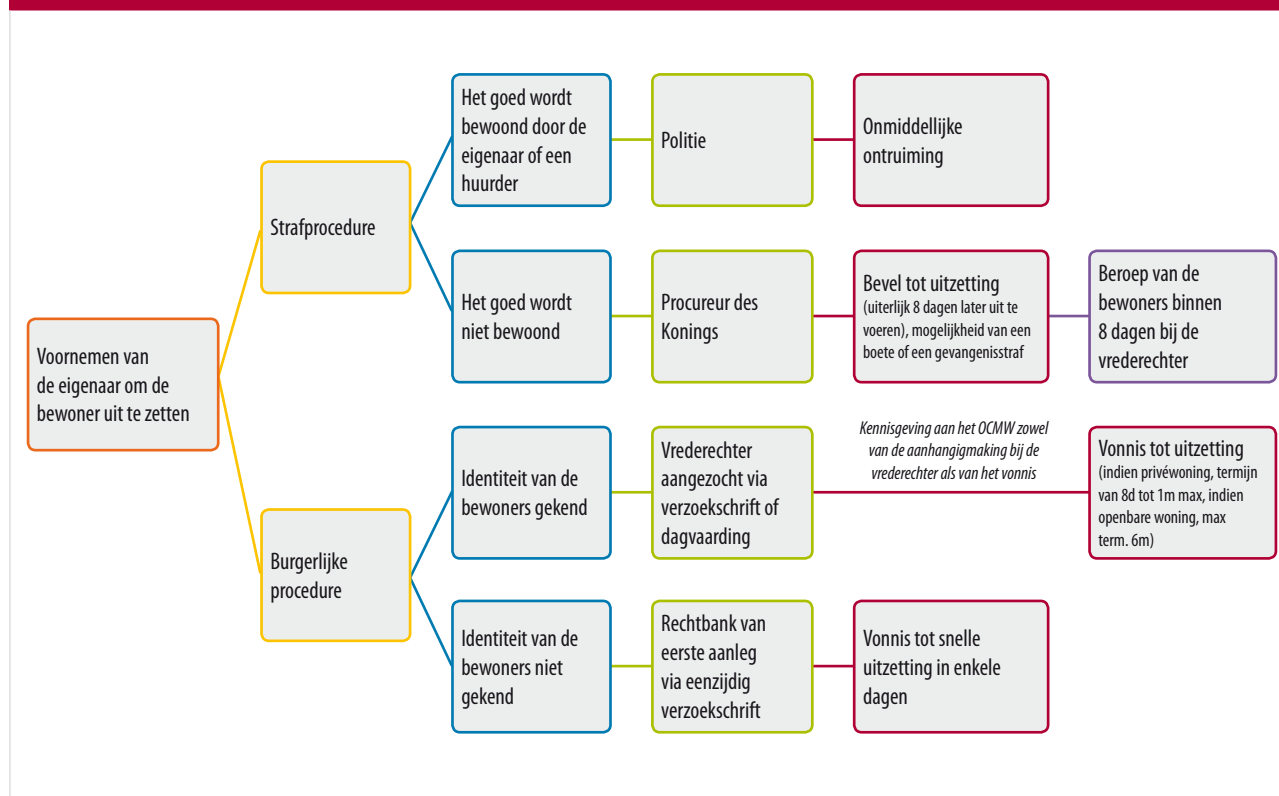 Voornemen van
de eigenaar om de
bewoner uit te zetten
Strafprocedure
Het goed wordt
bewoond door de
eigenaar of een
huurder
Politie
Onmiddellijke
ontruiming
Het goed wordt
niet bewoond
Procureur des
Konings
Bevel tot uitzetting
(uiterlijk 8 dagen later uit te
voeren), mogelijkheid van een
boete of een gevangenisstraf
Beroep van de
bewoners binnen
8 dagen bij de
vrederechter
Burgerlijke
procedure
Identiteit van de
bewoners gekend
Vrederechter
aangezocht via
verzoekschrift of
dagvaarding
Kennisgeving aan het OCMW zowel
van de aanhangigmaking bij de
vrederechter als van het vonnis
Vonnis tot uitzetting
(indien privéwoning, termijn
van 8d tot 1m max, indien
openbare woning, max
term. 6m)
Identiteit van de
bewoners niet
gekend
Rechtbank van
eerste aanleg
via eenzijdig
verzoekschrift
Vonnis tot snelle
uitzetting in enkele
dagen